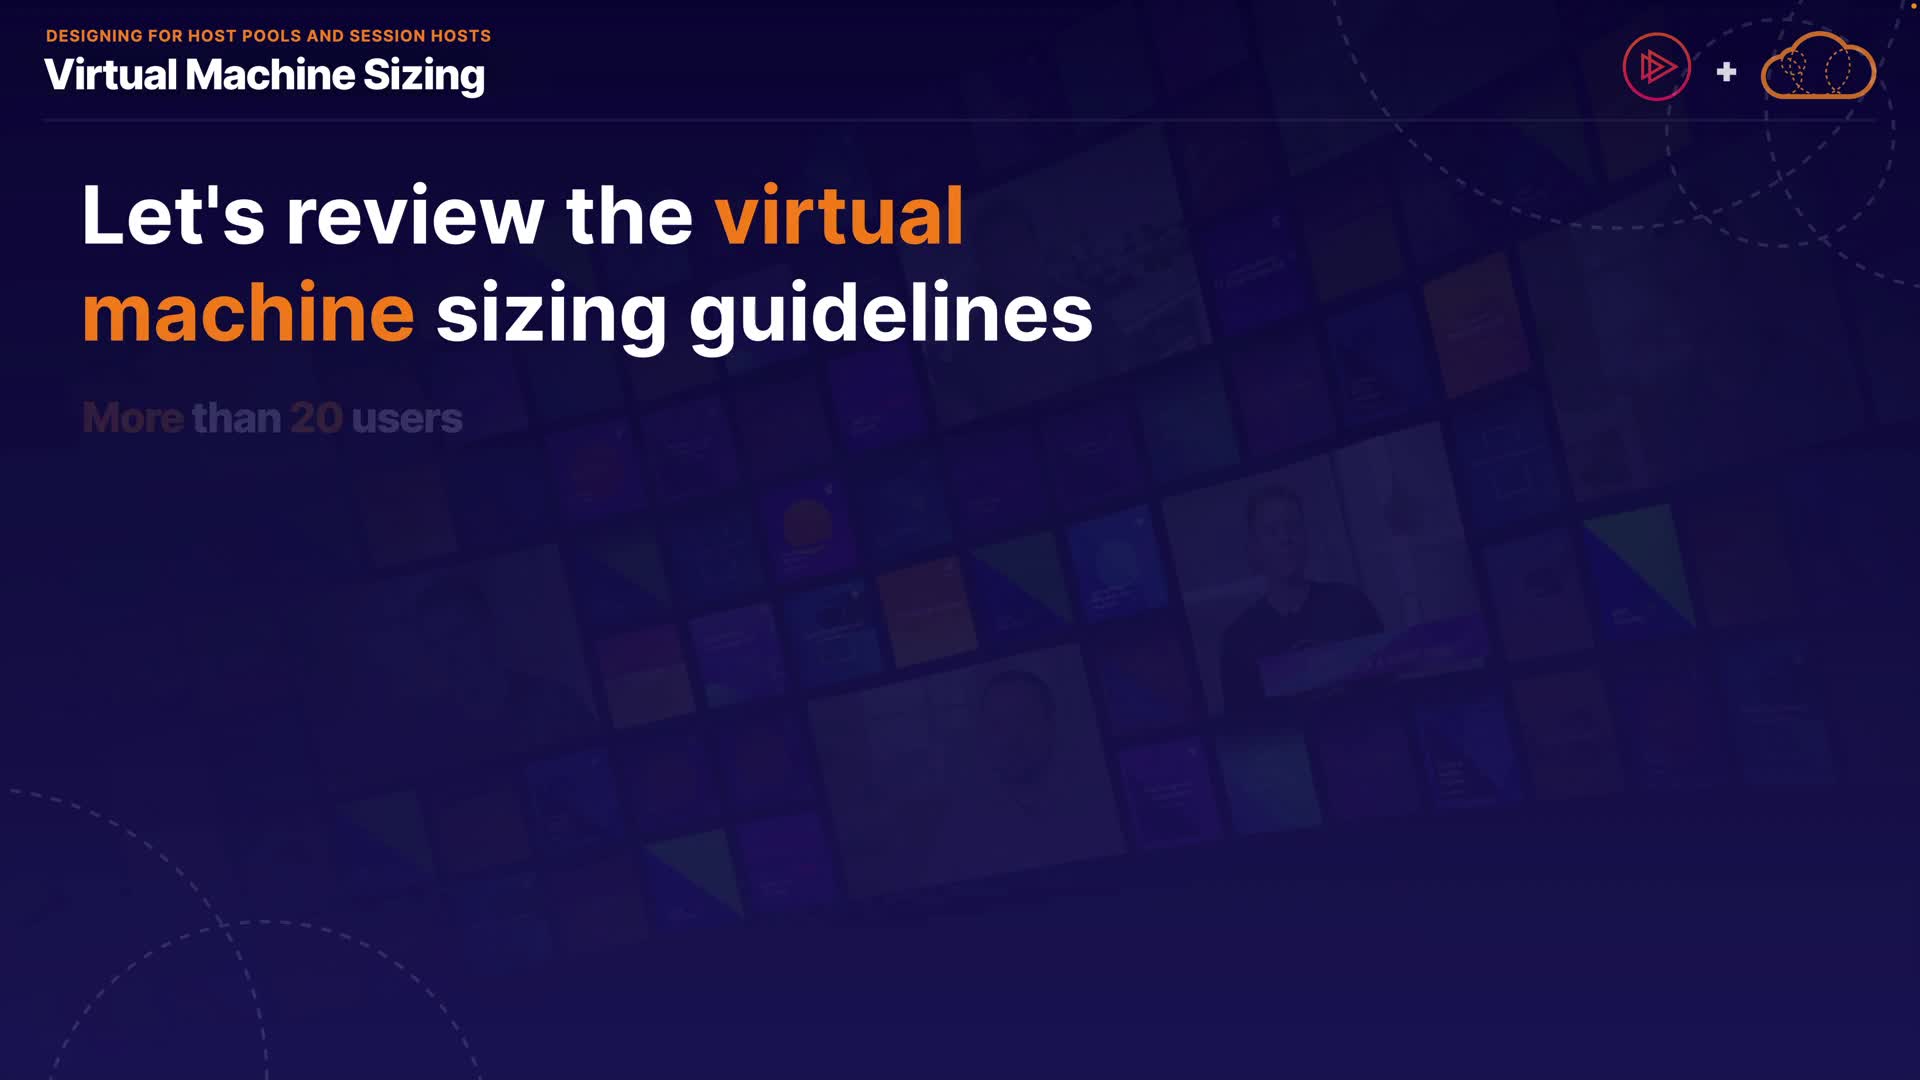 DESIGNING FOR HOST POOLS AND SESSION HOSTS
Virtual Machine Sizing
Let's review the virtual
machine sizing guidelines
More than 20 users